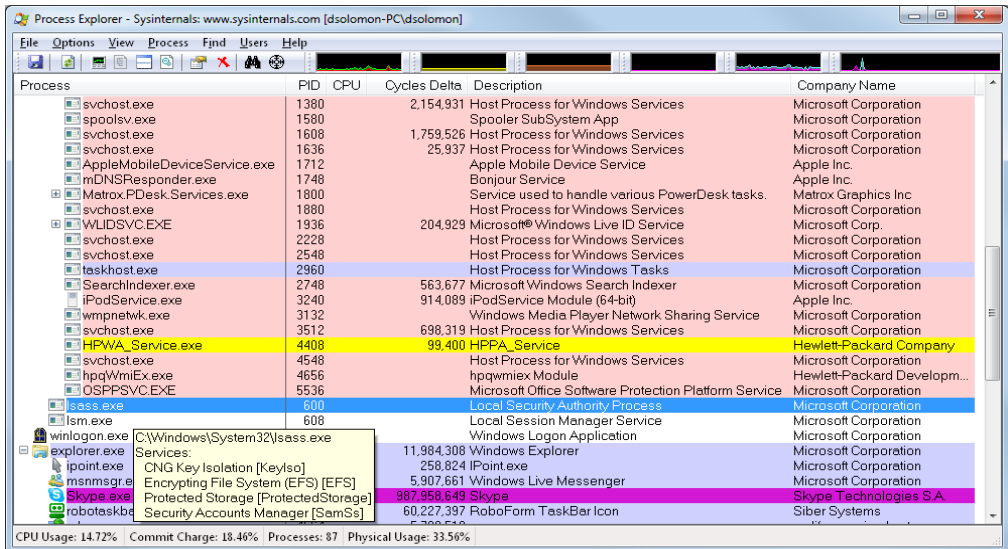 Process Explorer - Sysinternals: www.sysinternals.com [dsolomon-PC\dsolomon]
File Options View Process Find Users Help
Process PID CPU Cycles Delta Description Company Name
svchost.exe 1380 2,154,931 Host Process for Windows Services Microsoft Corporation
spoolsv.exe 1580 Spooler SubSystem App Microsoft Corporation
svchost.exe 1608 1,759,526 Host Process for Windows Services Microsoft Corporation
svchost.exe 1636 25,937 Host Process for Windows Services Microsoft Corporation
AppleMobileDeviceService.exe 1712 Apple Mobile Device Service Apple Inc.
mDNSResponder.exe 1748 Bonjour Service Apple Inc.
Matrox.PDesk.Services.exe 1800 Service used to handle various PowerDesk tasks. Matrox Graphics Inc
svchost.exe 1880 Host Process for Windows Services Microsoft Corporation
WLIDSVC.EXE 1936 204,929 Microsoft® Windows Live ID Service Microsoft Corp.
svchost.exe 2228 Host Process for Windows Services Microsoft Corporation
svchost.exe 2548 Host Process for Windows Services Microsoft Corporation
taskhost.exe 2960 Host Process for Windows Tasks Microsoft Corporation
SearchIndexer.exe 2748 563,677 Microsoft Windows Search Indexer Microsoft Corporation
iPodService.exe 3240 914,089 iPodService Module (64-bit) Apple Inc.
wmpnetwk.exe 3132 Windows Media Player Network Sharing Service Microsoft Corporation
svchost.exe 3512 698,319 Host Process for Windows Services Microsoft Corporation
HPWA_Service.exe 4408 99,400 HPPA_Service Hewlett-Packard Company
svchost.exe 4548 Host Process for Windows Services Microsoft Corporation
hpqWmiEx.exe 4656 hpqwmiex Module Hewlett-Packard Developm...
OSPPSVC.EXE 5536 Microsoft Office Software Protection Platform Service Microsoft Corporation
lsass.exe 600 Local Security Authority Process Microsoft Corporation
lsm.exe 608 Local Session Manager Service Microsoft Corporation
winlogon.exe Windows Logon Application Microsoft Corporation
C:\Windows\System32\lsass.exe
Services:
CNG Key Isolation [KeyIso]
Encrypting File System (EFS) [EFS]
Protected Storage [ProtectedStorage]
Security Accounts Manager [SamSs]
explorer.exe 11,984,308 Windows Explorer Microsoft Corporation
ipoint.exe 258,824 IPoint.exe Microsoft Corporation
msnmsgr.e 5,907,661 Windows Live Messenger Microsoft Corporation
Skype.exe 987,958,649 Skype Skype Technologies S.A.
robotaskba 60,227,397 RoboForm TaskBar Icon Siber Systems
CPU Usage: 14.72% Commit Charge: 18.46% Processes: 87 Physical Usage: 33.56%